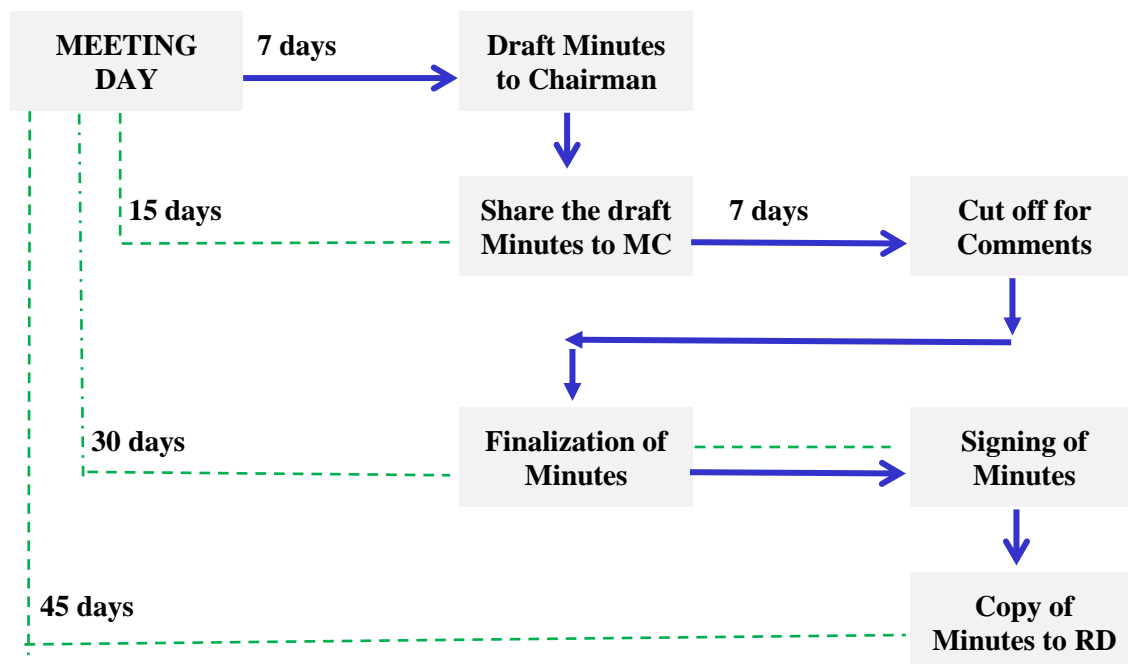 MEETING
DAY
7 days
Draft Minutes
to Chairman
15 days
Share the draft
Minutes to MC
7 days
Cut off for
Comments
30 days
Finalization of
Minutes
Signing of
Minutes
45 days
Copy of
Minutes to RD